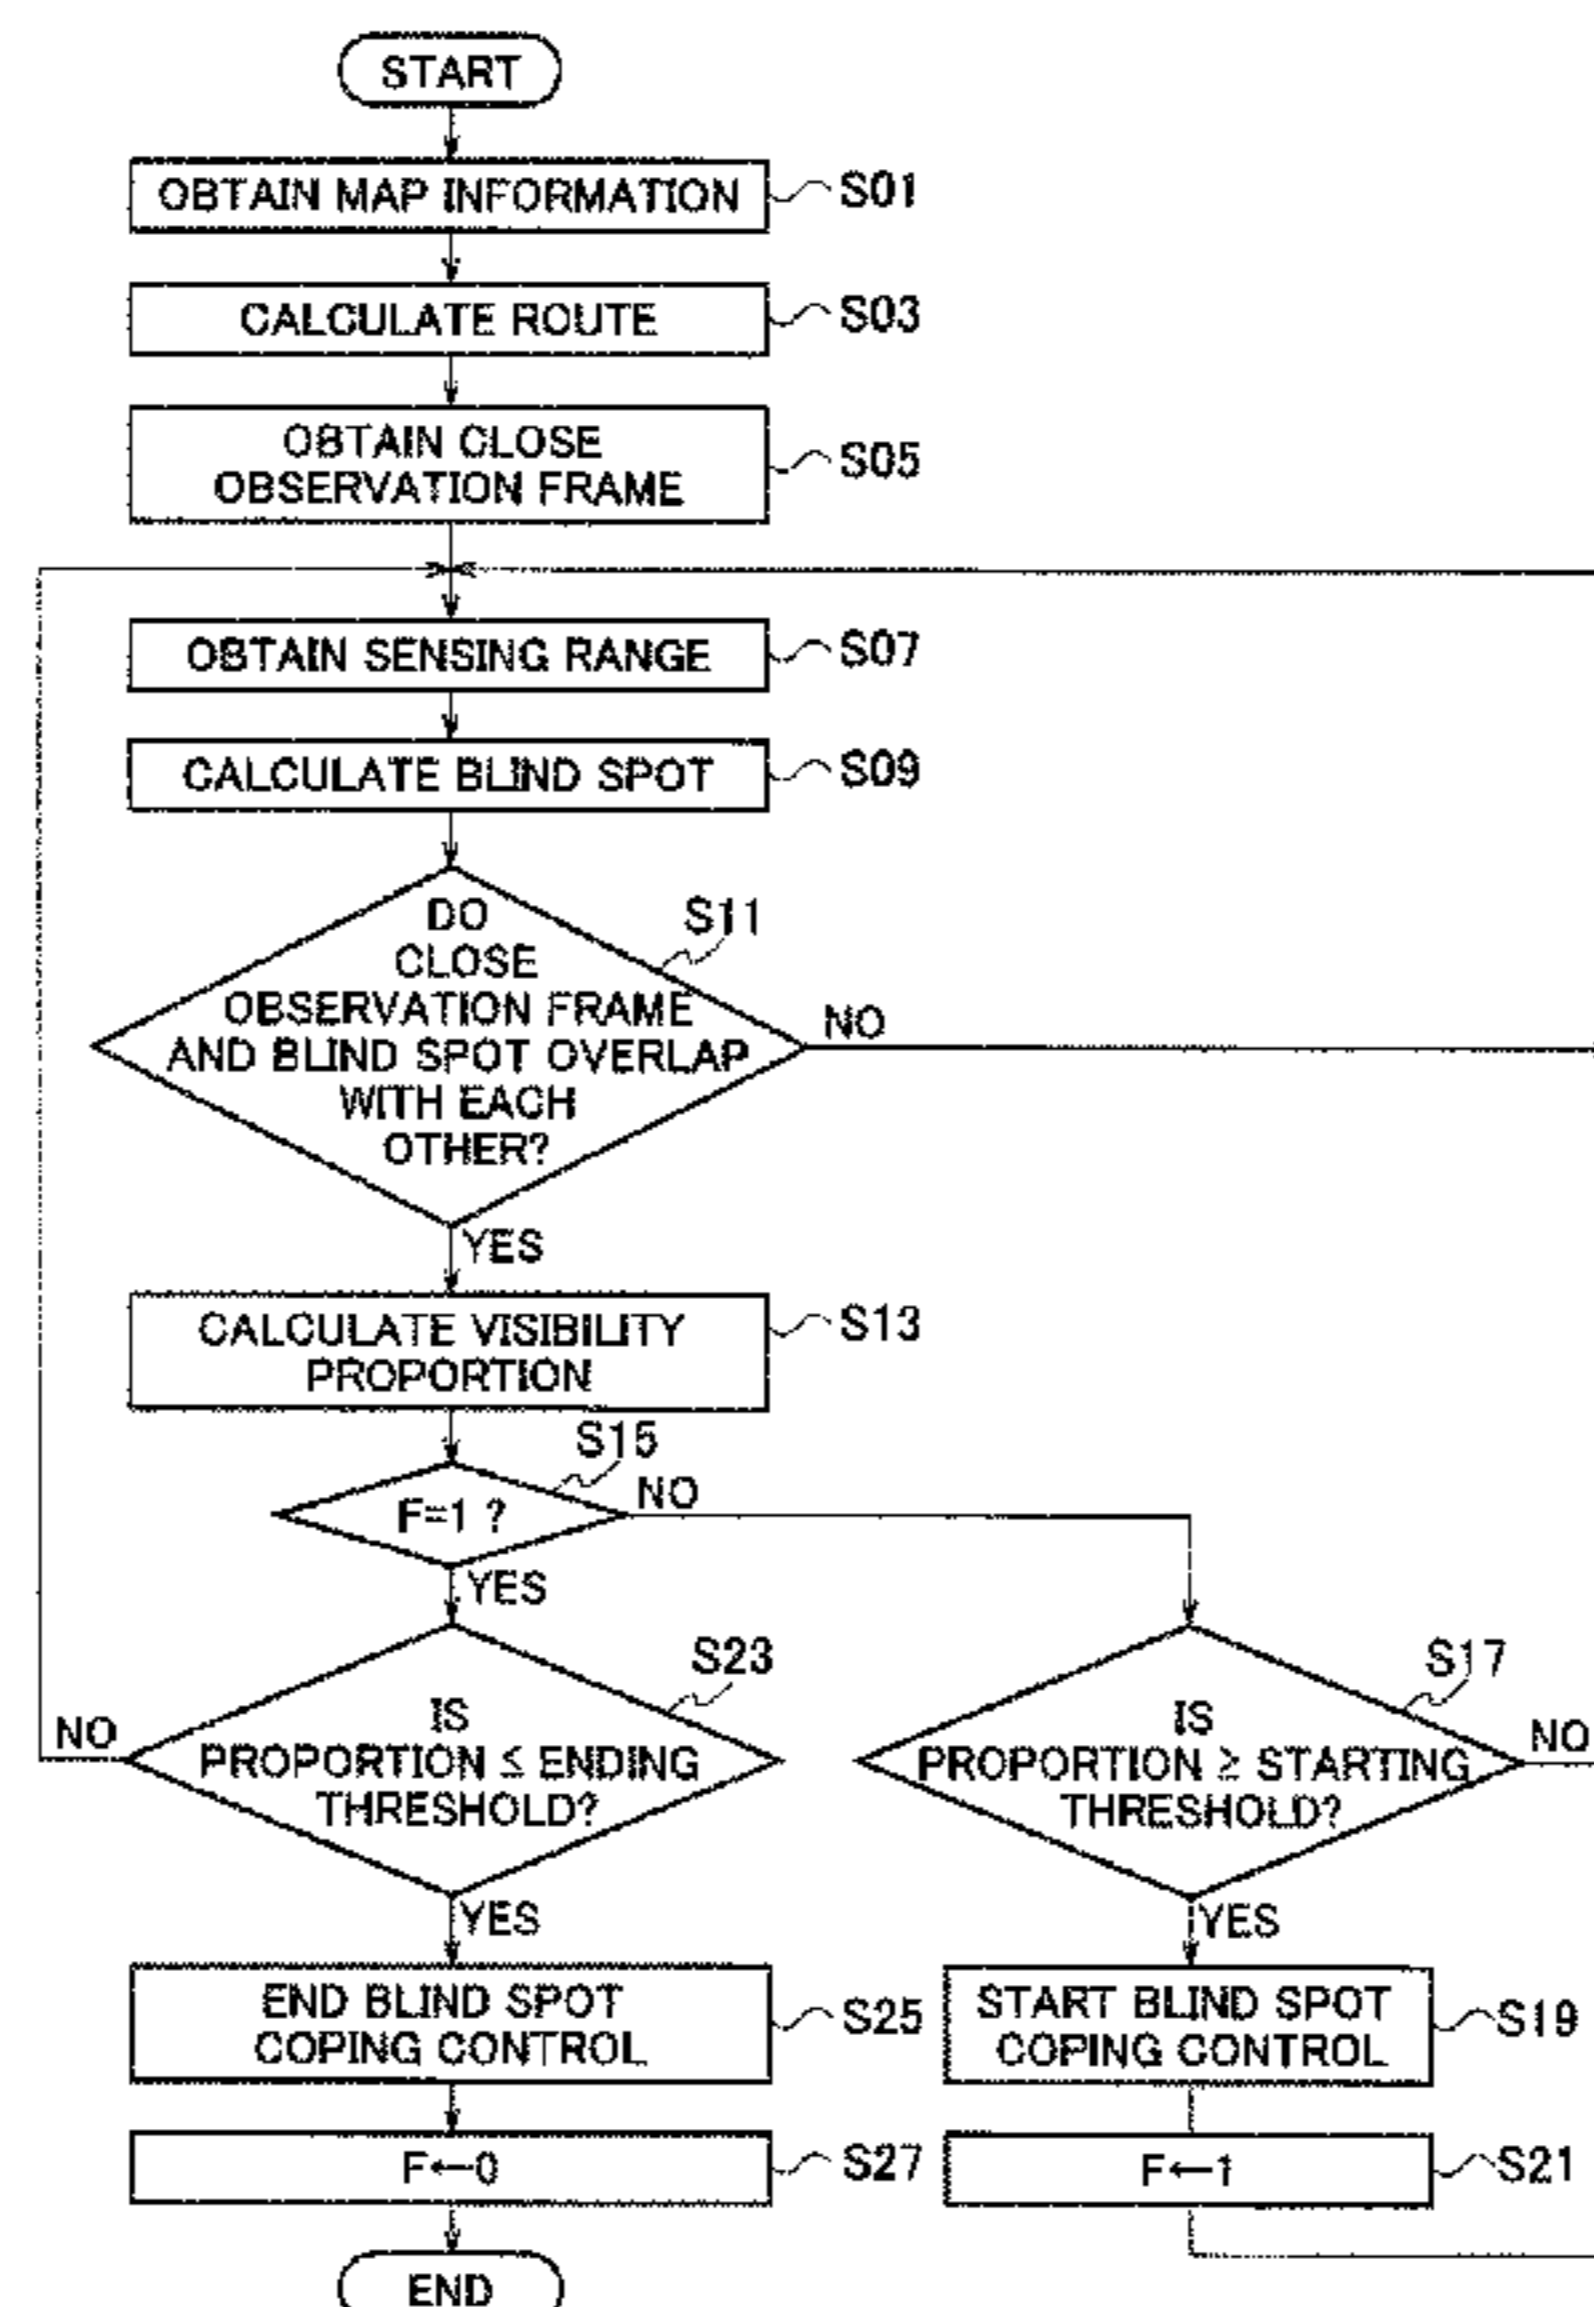 START
OBTAIN MAP INFORMATION
S01
CALCULATE ROUTE
S03
OBTAIN CLOSE
OBSERVATION FRAME
S05
OBTAIN SENSING RANGE
S07
CALCULATE BLIND SPOT
S09
DO
CLOSE
OBSERVATION FRAME
AND BLIND SPOT OVERLAP
WITH EACH
OTHER?
S11
NO
YES
CALCULATE VISIBILITY
PROPORTION
S13
F=1 ?
S15
NO
YES
IS
PROPORTION ≤ ENDING
THRESHOLD?
S23
NO
YES
IS
PROPORTION ≥ STARTING
THRESHOLD?
S17
NO
YES
END BLIND SPOT
COPING CONTROL
S25
START BLIND SPOT
COPING CONTROL
S19
F←0
S27
F←1
S21
END